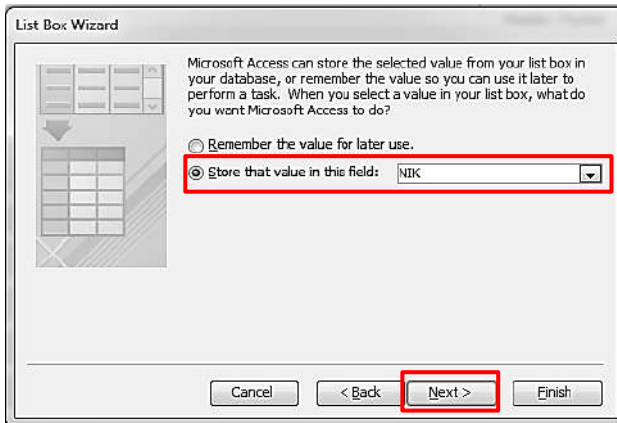 List Box Wizard
Microsoft Access can store the selected value from your list box in
your database, or remember the value so you can use it later to
perform a task. When you select a value in your list box, what do
you want Microsoft Access to do?
Remember the value for later use.
Store that value in this field: NIK
Cancel < Back Next > Finish